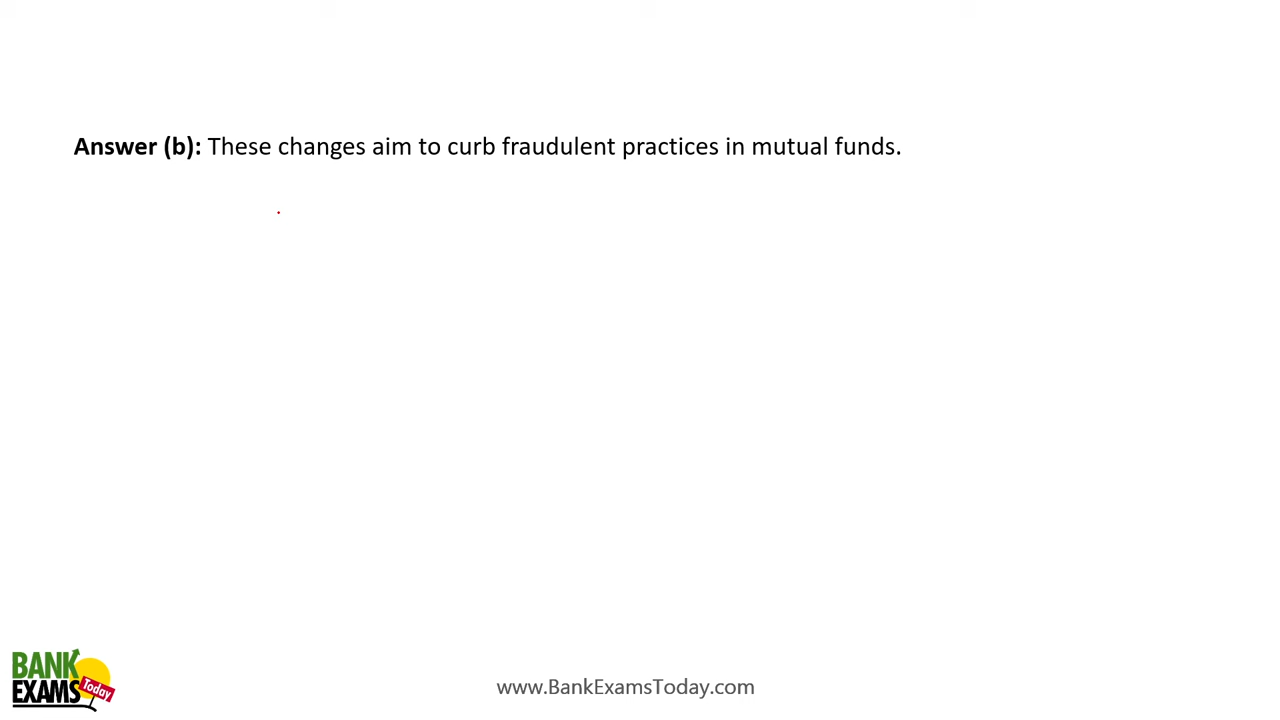 Answer (b): These changes aim to curb fraudulent practices in mutual funds.
BANK
EXAMS
Today
www.BankExamsToday.com